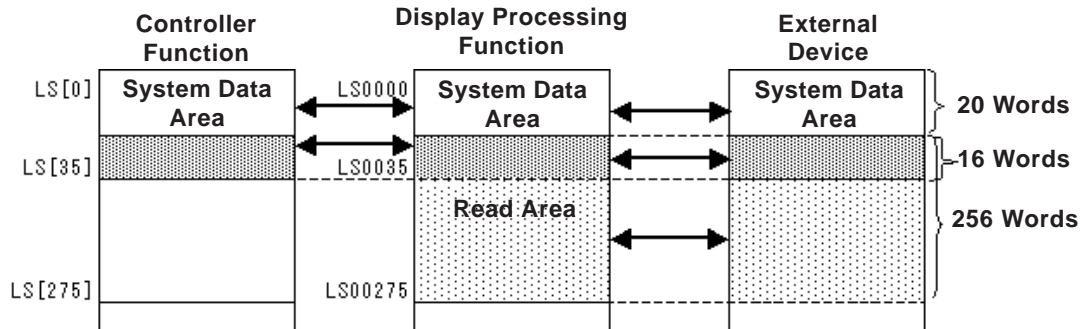 Controller
Function
Display Processing
Function
External
Device
LS[0]
System Data
Area
LS0000
System Data
Area
System Data
Area
20 Words
LS[35]
LS0035
16 Words
Read Area
256 Words
LS[275]
LS00275